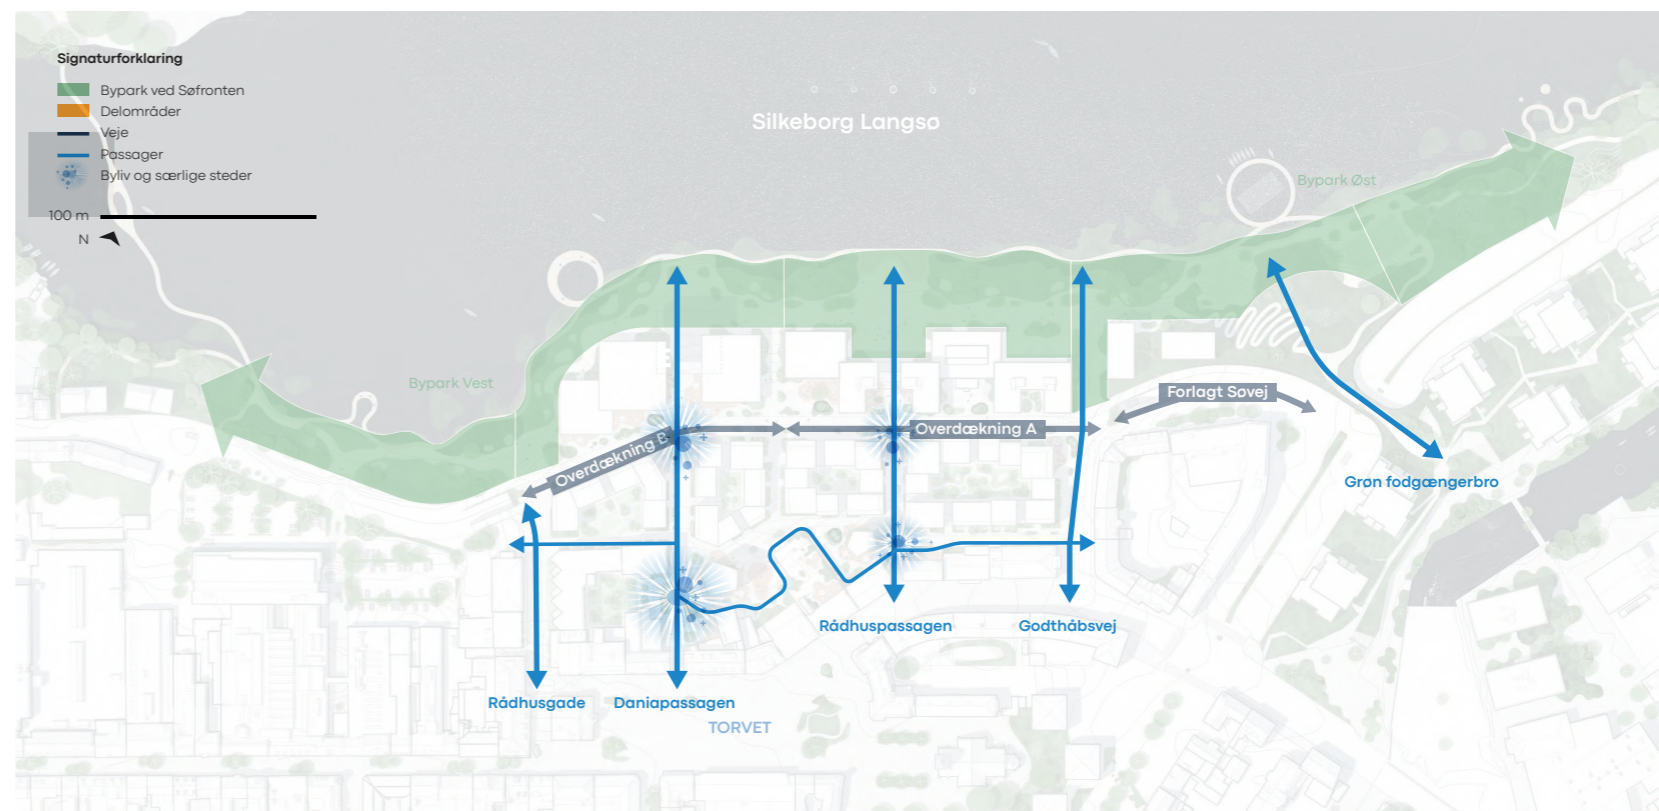 Signaturforklaring
Bypark ved Søfronten
Delområder
Veje
Passager
Byliv og særlige steder
100 m
N
Silkeborg Langsø
Bypark Øst
Bypark Vest
Forlagt Søvej
Overdækning B
Overdækning A
Grøn fodgængerbro
Rådhuspassagen
Godthåbsvej
Rådhusgade
Daniapassagen
TORVET